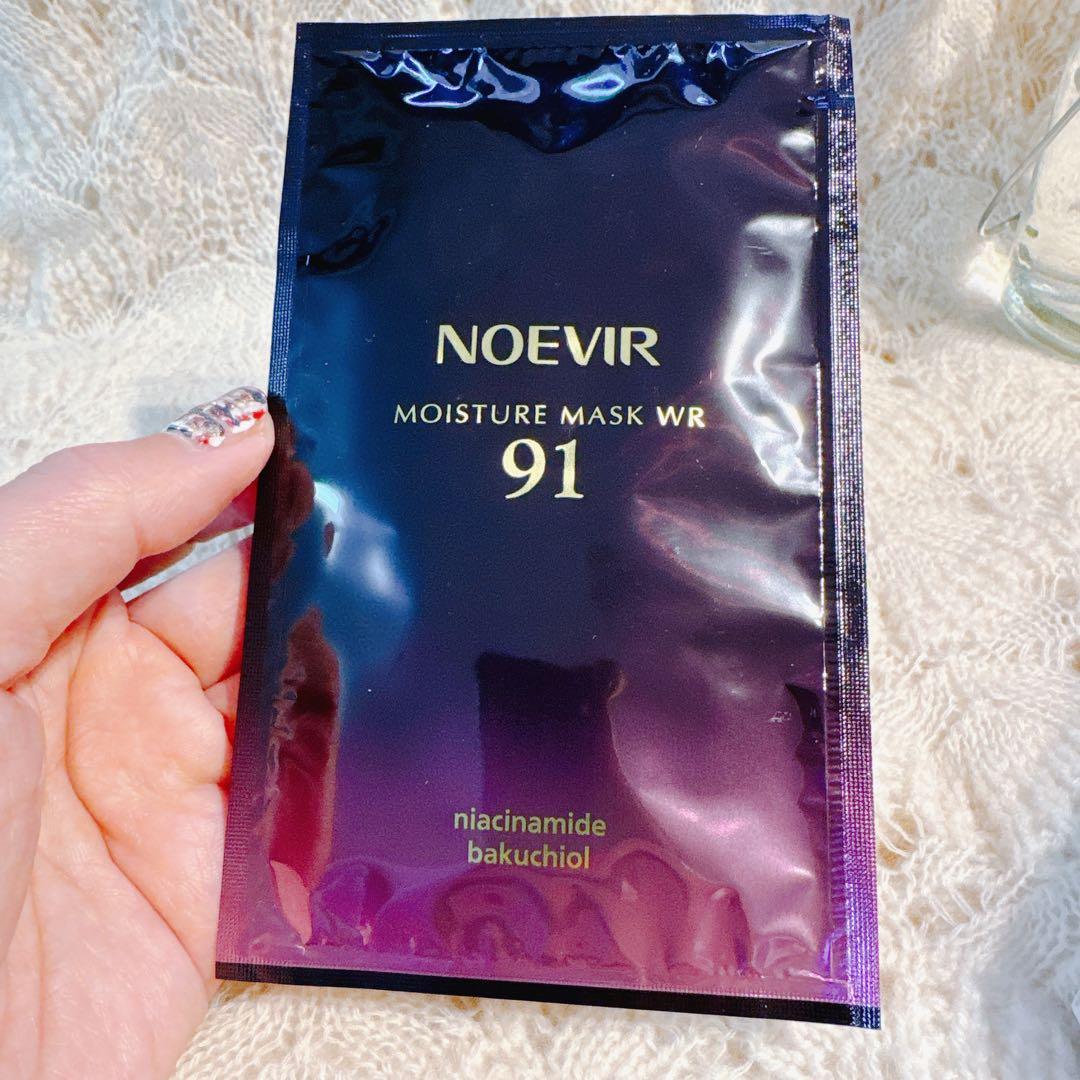 NOEVIR
MOISTURE MASK WR
91
niacinamide
bakuchiol